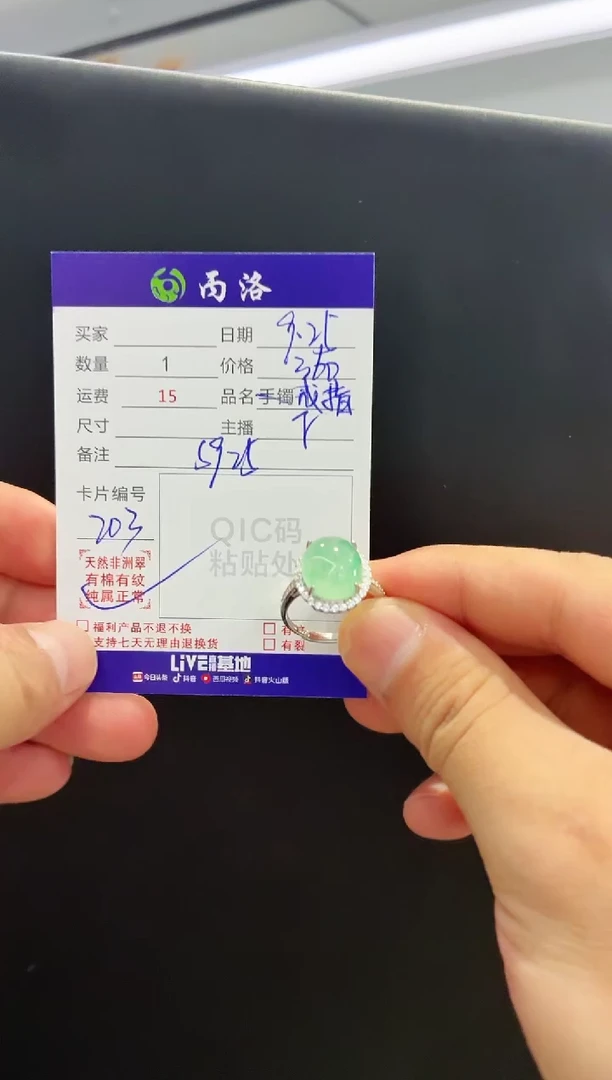 雨洛
买家 日期 9.25
数量 1 价格
运费 15 品名 手镯 戒指
尺寸 主播
备注 5925
卡片编号
203
QIC码
粘贴处
天然非洲翠
有棉有纹
纯属正常
福利产品不退不换
支持七天无理由退换货 有裂
LiVE 基地
今日头条 抖音 西瓜视频 抖音火山版